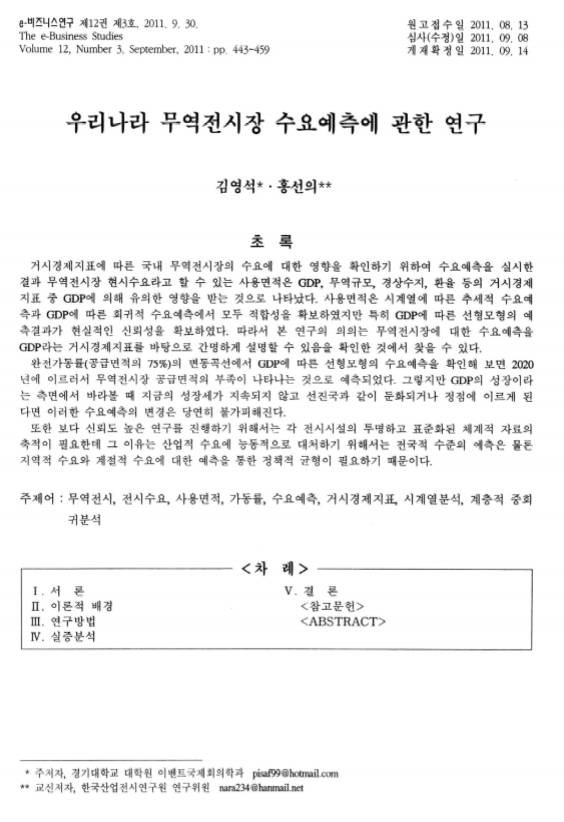 e-비즈니스연구 제12권 제3호, 2011. 9. 30.
The e-Business Studies
Volume 12, Number 3, September, 2011 : pp. 443~459
원고접수일 2011. 08. 13
심사(수정)일 2011. 09. 08
게재확정일 2011. 09. 14
우리나라 무역전시장 수요예측에 관한 연구
김영석* · 홍선의**
초 록
거시경제지표에 따른 국내 무역전시장의 수요에 대한 영향을 확인하기 위하여 수요예측을 실시한
결과 무역전시장 현시수요라고 할 수 있는 사용면적은 GDP, 무역규모, 경상수지, 환율 등의 거시경제
지표 중 GDP에 의해 유의한 영향을 받는 것으로 나타났다. 사용면적은 시계열에 따른 추세적 수요예
측과 GDP에 따른 회귀적 수요예측에서 모두 적합성을 확보하였지만 특히 GDP에 따른 선형모형의 예
측결과가 현실적인 신뢰성을 확보하였다. 따라서 본 연구의 의의는 무역전시장에 대한 수요예측을
GDP라는 거시경제지표를 바탕으로 간명하게 설명할 수 있음을 확인한 것에서 찾을 수 있다.
완전가동률(공급면적의 75%)의 변동곡선에서 GDP에 따른 선형모형의 수요예측을 확인해 보면 2020
년에 이르러서 무역전시장 공급면적의 부족이 나타나는 것으로 예측되었다. 그렇지만 GDP의 성장이라
는 측면에서 바라볼 때 지금의 성장세가 지속되지 않고 선진국과 같이 둔화되거나 정점에 이르게 된
다면 이러한 수요예측의 변경은 당연히 불가피해진다.
또한 보다 신뢰도 높은 연구를 진행하기 위해서는 각 전시시설의 투명하고 표준화된 체계적 자료의
축적이 필요한데 그 이유는 산업적 수요에 능동적으로 대처하기 위해서는 전국적 수준의 예측은 물론
지역적 수요와 계절적 수요에 대한 예측을 통한 정책적 균형이 필요하기 때문이다.
주제어 : 무역전시, 전시수요, 사용면적, 가동률, 수요예측, 거시경제지표, 시계열분석, 계층적 중회
귀분석
<차 례>
Ⅰ. 서 론
Ⅱ. 이론적 배경
Ⅲ. 연구방법
Ⅳ. 실증분석
Ⅴ. 결 론
<참고문헌>
<ABSTRACT>
* 주저자, 경기대학교 대학원 이벤트국제회의학과 pisaf99@hotmail.com
** 교신저자, 한국산업전시연구원 연구위원 nara234@hanmail.net